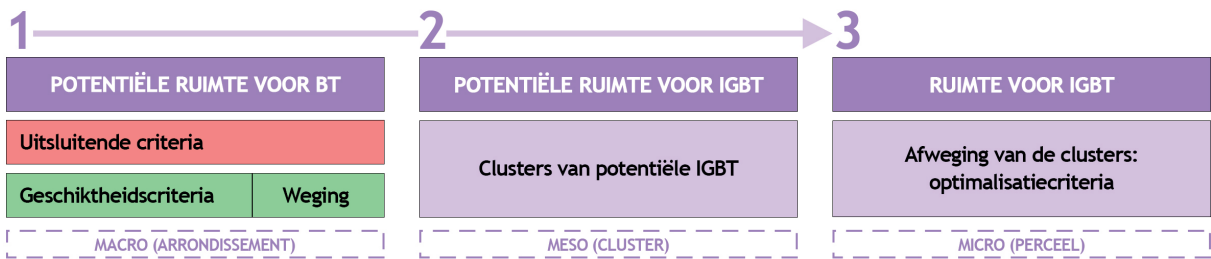 1 2 3
POTENTIËLE RUIMTE VOOR BT
Uitsluitende criteria
Geschiktheidscriteria Weging
MACRO (ARRONDISSEMENT)
POTENTIËLE RUIMTE VOOR IGBT
Clusters van potentiële IGBT
MESO (CLUSTER)
RUIMTE VOOR IGBT
Afweging van de clusters:
optimalisatiecriteria
MICRO (PERCEEL)